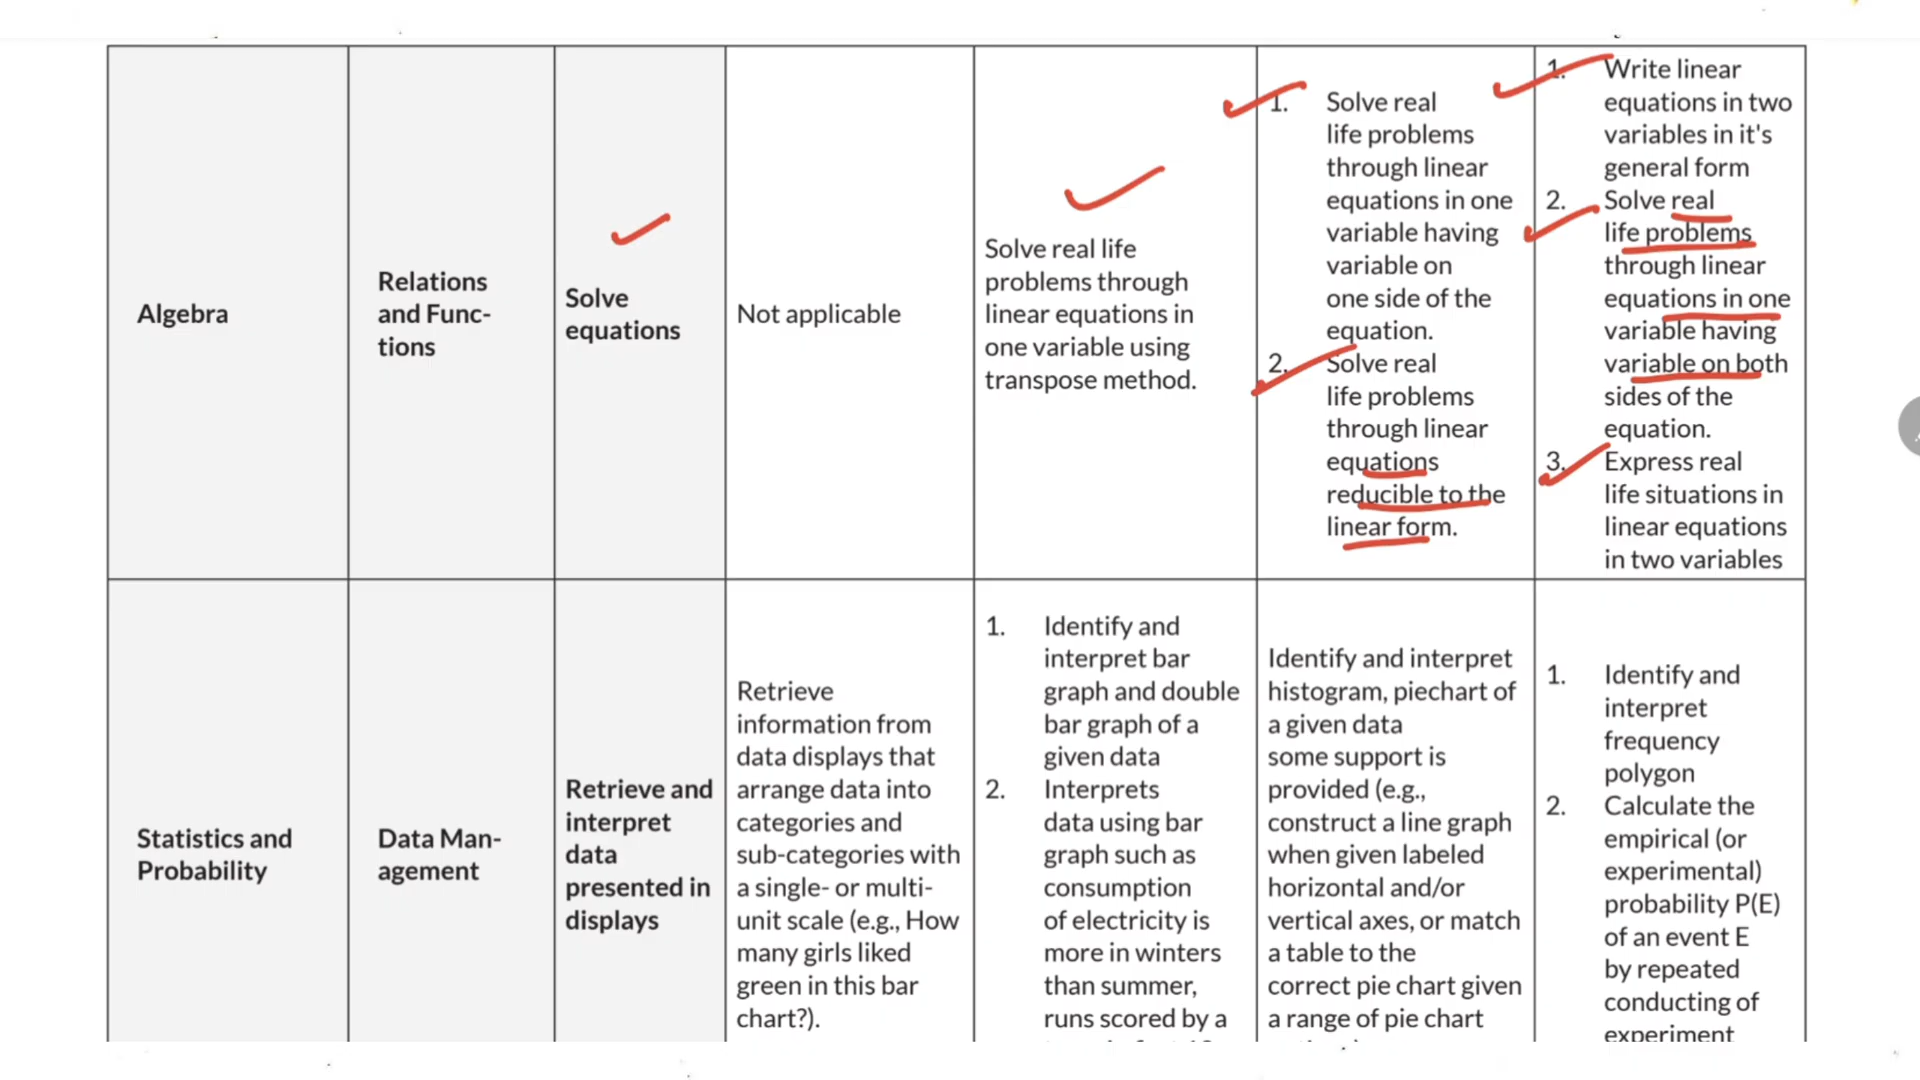 Algebra
Relations
and Func-
tions
Solve
equations
Not applicable
Solve real life
problems through
linear equations in
one variable using
transpose method.
1. Solve real
life problems
through linear
equations in one
variable having
variable on
one side of the
equation.
2. Solve real
life problems
through linear
equations
reducible to the
linear form.
1. Write linear
equations in two
variables in it's
general form
2. Solve real
life problems
through linear
equations in one
variable having
variable on both
sides of the
equation.
3. Express real
life situations in
linear equations
in two variables
Statistics and
Probability
Data Man-
agement
Retrieve and
interpret
data
presented in
displays
Retrieve
information from
data displays that
arrange data into
categories and
sub-categories with
a single- or multi-
unit scale (e.g., How
many girls liked
green in this bar
chart?).
1. Identify and
interpret bar
graph and double
bar graph of a
given data
2. Interprets
data using bar
graph such as
consumption
of electricity is
more in winters
than summer,
runs scored by a
Identify and interpret
histogram, piechart of
a given data
some support is
provided (e.g.,
construct a line graph
when given labeled
horizontal and/or
vertical axes, or match
a table to the
correct pie chart given
a range of pie chart
1. Identify and
interpret
frequency
polygon
2. Calculate the
empirical (or
experimental)
probability P(E)
of an event E
by repeated
conducting of
experiment